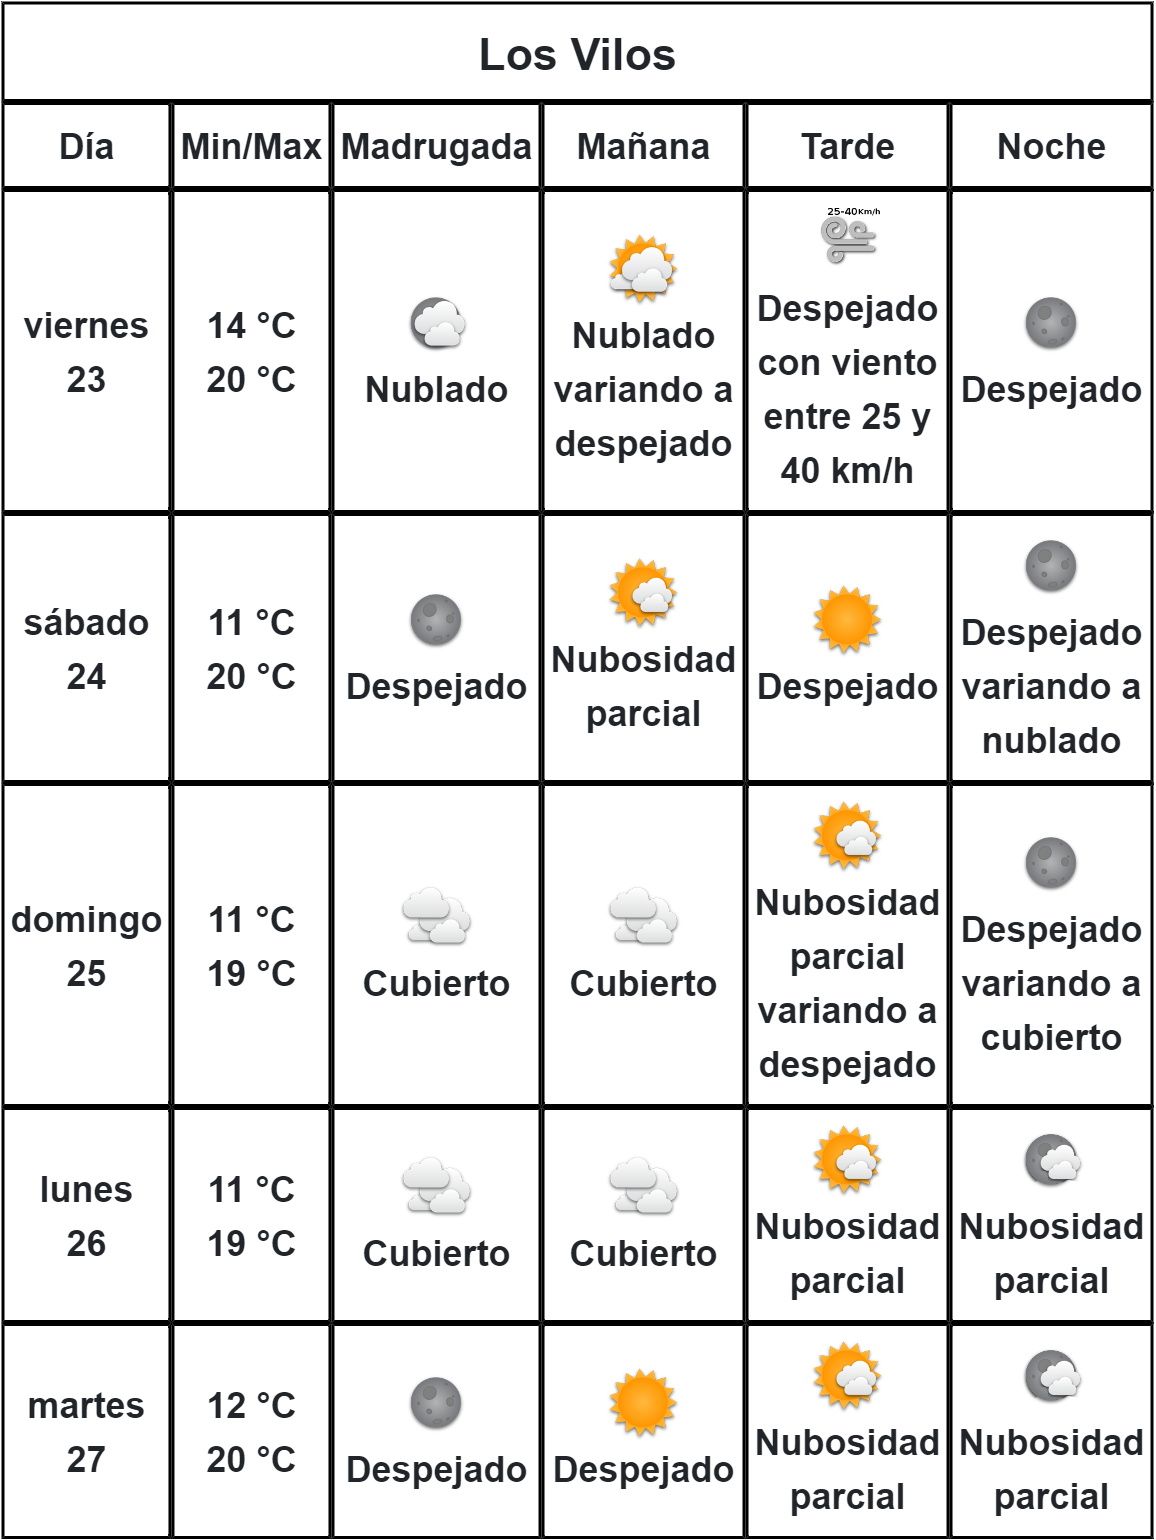 Los Vilos
Día Min/Max Madrugada Mañana Tarde Noche
viernes
23
14 °C
20 °C
Nublado
Nublado
variando a
despejado
25-40Km/h
Despejado
con viento
entre 25 y
40 km/h
Despejado
sábado
24
11 °C
20 °C
Despejado
Nubosidad
parcial
Despejado
Despejado
variando a
nublado
domingo
25
11 °C
19 °C
Cubierto
Cubierto
Nubosidad
parcial
variando a
despejado
Despejado
variando a
cubierto
lunes
26
11 °C
19 °C
Cubierto
Cubierto
Nubosidad
parcial
Nubosidad
parcial
martes
27
12 °C
20 °C
Despejado
Despejado
Nubosidad
parcial
Nubosidad
parcial